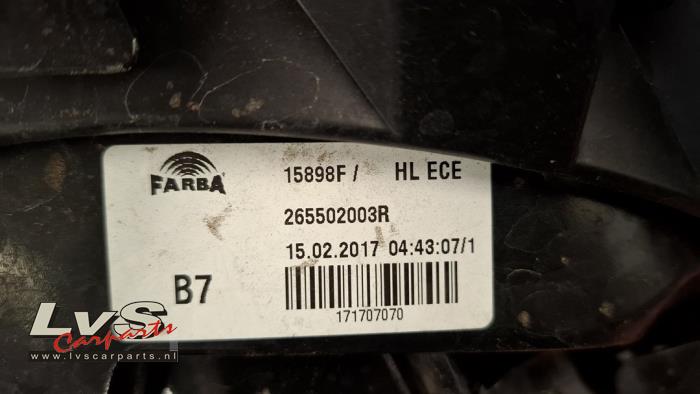 FARBA
15898F / HL ECE
265502003R
15.02.2017 04:43:07/1
B7
171707070
LvS
Carparts
www.lvscarparts.nl